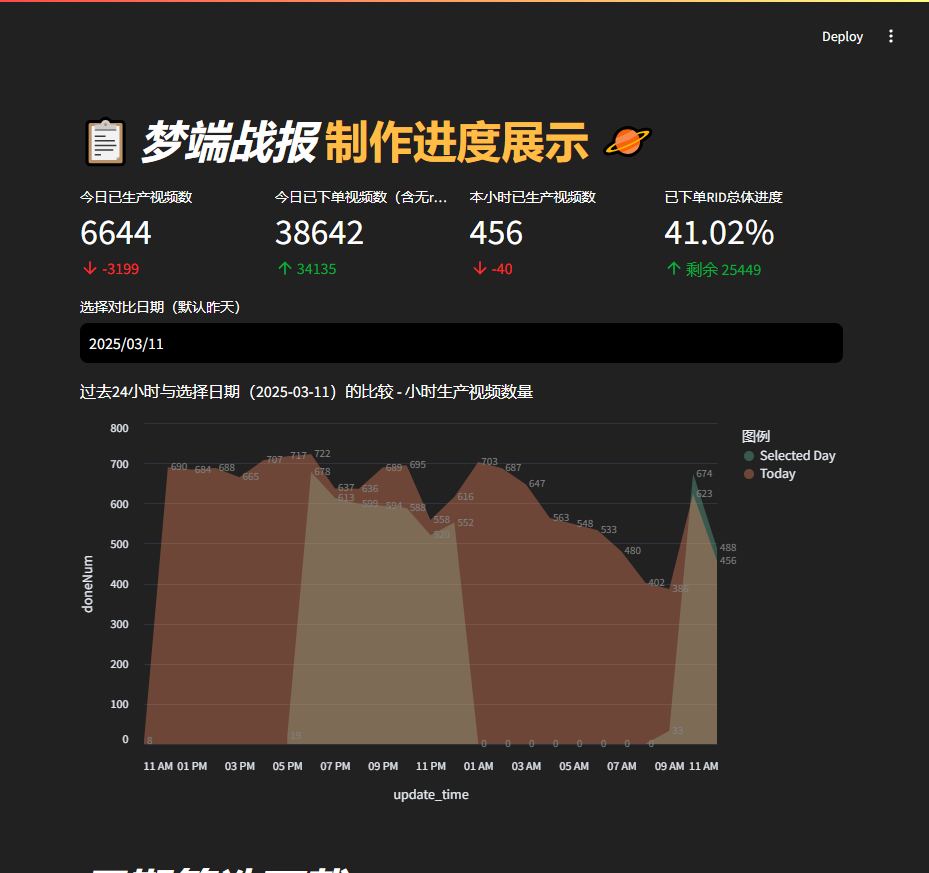 Deploy
梦端战报 制作进度展示
今日已生产视频数
6644
-3199
今日已下单视频数（含无r...
38642
34135
本小时已生产视频数
456
-40
已下单RID总体进度
41.02%
剩余 25449
选择对比日期（默认昨天）
2025/03/11
过去24小时与选择日期（2025-03-11）的比较 - 小时生产视频数量
图例
Selected Day
Today
doneNum
800
700
600
500
400
300
200
100
0
690 684 688 665 707 717 722 637 636 689 695 558 616 703 687 647 563 548 533 480 402 386 623 456
8 19 678 613 599 594 588 520 552 0 0 0 0 0 0 0 0 33 674 488
11 AM 01 PM 03 PM 05 PM 07 PM 09 PM 11 PM 01 AM 03 AM 05 AM 07 AM 09 AM 11 AM
update_time